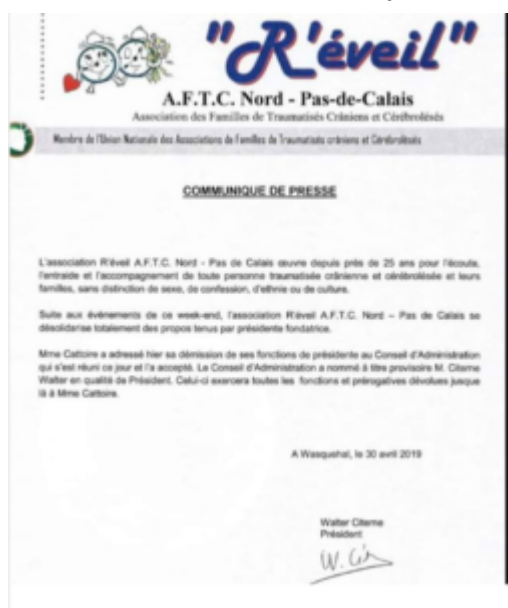 "R'éveil"
A.F.T.C. Nord - Pas-de-Calais
Association des Familles de Traumatisés Crâniens et Cérébrolésés
Membre de l'Union Nationale des Associations de Familles de Traumatisés crâniens et Cérébrolésés
COMMUNIQUE DE PRESSE
L'association R'éveil A.F.T.C. Nord - Pas de Calais œuvre depuis près de 25 ans pour l'écoute,
l'entraide et l'accompagnement de toute personne traumatisée crânienne et cérébrolésée et leurs
familles, sans distinction de sexe, de confession, d'ethnie ou de culture.
Suite aux événements de ce week-end, l'association R'éveil A.F.T.C. Nord – Pas de Calais se
désolidarise totalement des propos tenus par présidente fondatrice.
Mme Cattoire a adressé hier sa démission de ses fonctions de présidente au Conseil d'Administration
qui s'est réuni ce jour et l'a accepté. Le Conseil d'Administration a nommé à titre provisoire M. Citerne
Walter en qualité de Président. Celui-ci exercera toutes les fonctions et prérogatives dévolues jusque
là à Mme Cattoire.
A Wasquehal, le 30 avril 2019
Walter Citerne
Président
W. Cit